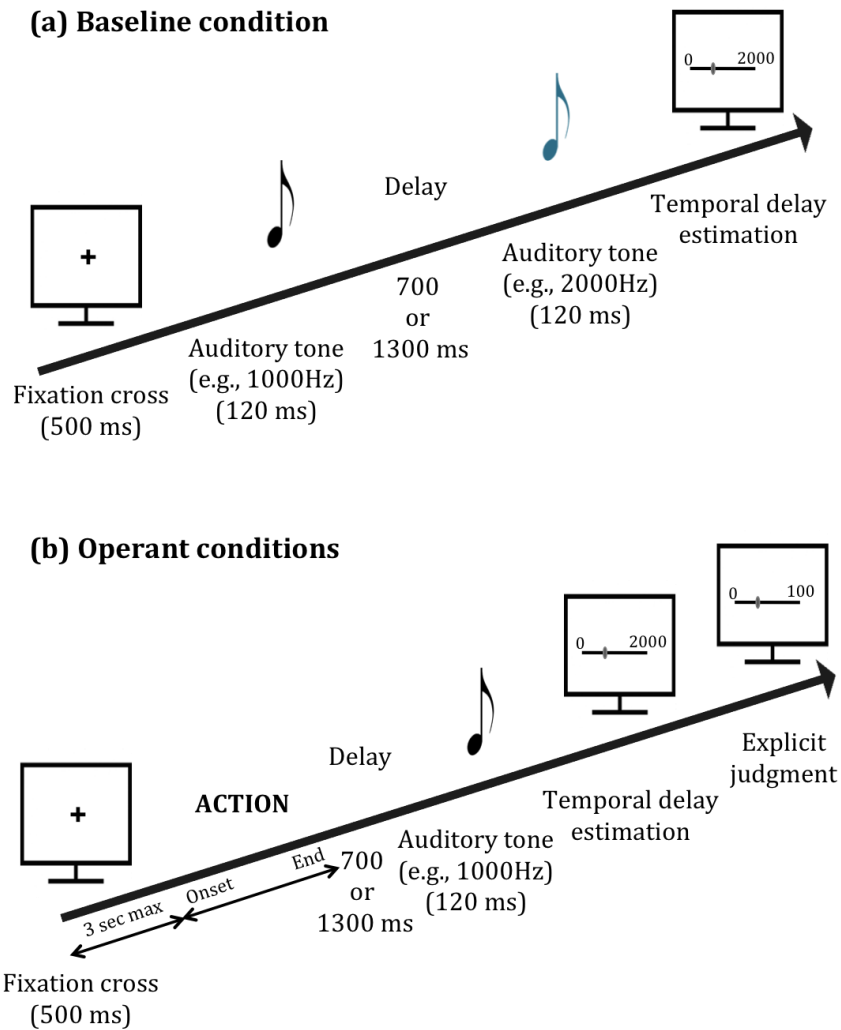 (a) Baseline condition
0 2000
Delay
Temporal delay
estimation
Auditory tone
(e.g., 2000Hz)
(120 ms)
700
or
1300 ms
Auditory tone
(e.g., 1000Hz)
(120 ms)
Fixation cross
(500 ms)
(b) Operant conditions
0 100
0 2000
Explicit
judgment
Delay
Temporal delay
estimation
ACTION
Auditory tone
(e.g., 1000Hz)
(120 ms)
End
700
or
1300 ms
Onset
3 sec max
Fixation cross
(500 ms)